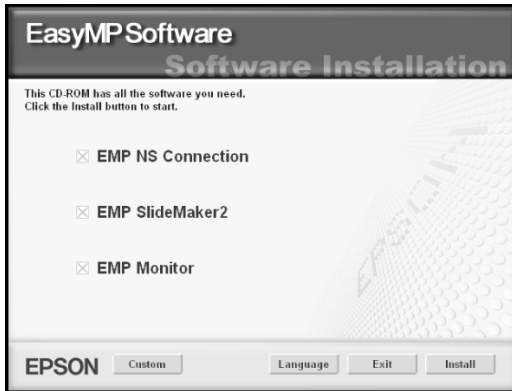 EasyMP Software
Software Installation
This CD-ROM has all the software you need.
Click the Install button to start.
EMP NS Connection
EMP SlideMaker2
EMP Monitor
EPSON
EPSON
Custom
Language
Exit
Install